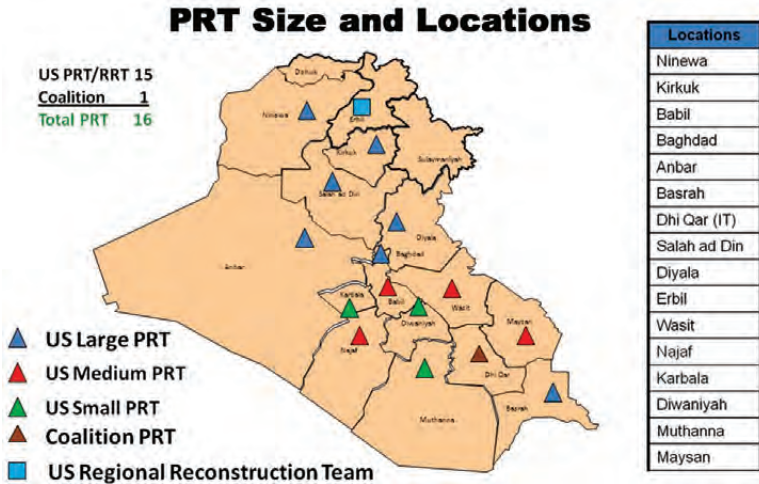 PRT Size and Locations
US PRT/RRT 15
Coalition 1
Total PRT 16
Dahuk
Ninewa
Erbil
Kirkuk
Sulaymaniyah
Salah ad Din
Diyala
Anbar
Baghdad
Karbala
Babil
Wasit
Diwaniyah
Maysan
Najaf
Dhi Qar
Basrah
Muthanna
US Large PRT
US Medium PRT
US Small PRT
Coalition PRT
US Regional Reconstruction Team
Locations
Ninewa
Kirkuk
Babil
Baghdad
Anbar
Basrah
Dhi Qar (IT)
Salah ad Din
Diyala
Erbil
Wasit
Najaf
Karbala
Diwaniyah
Muthanna
Maysan